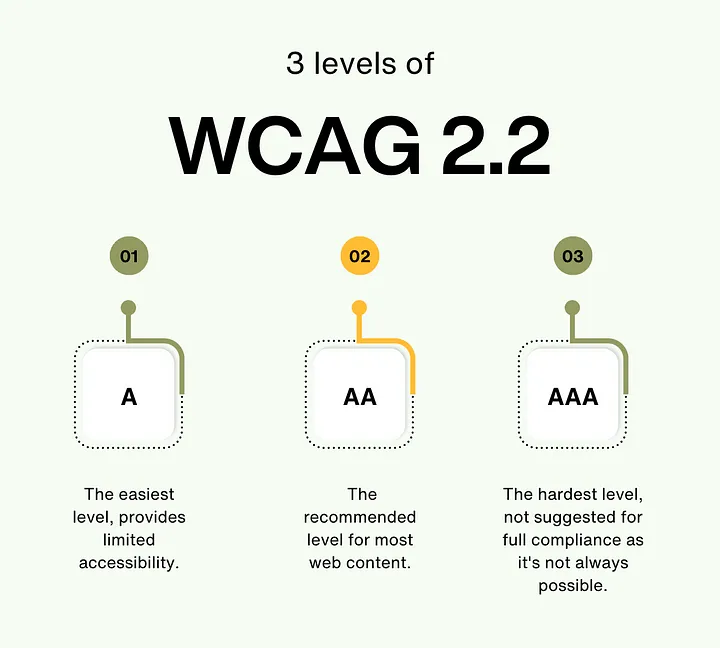 3 levels of
WCAG 2.2
01
02
03
A
AA
AAA
The easiest
level, provides
limited
accessibility.
The
recommended
level for most
web content.
The hardest level,
not suggested for
full compliance as
it's not always
possible.